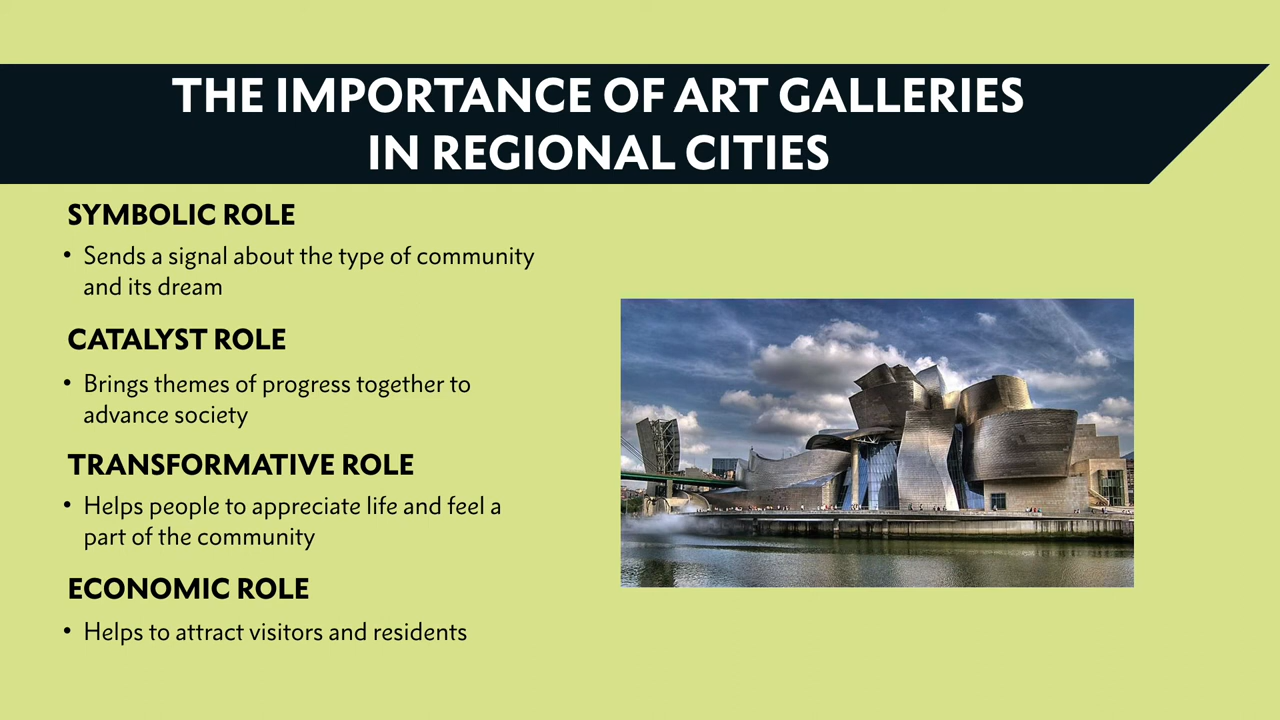 THE IMPORTANCE OF ART GALLERIES
IN REGIONAL CITIES
SYMBOLIC ROLE
• Sends a signal about the type of community
and its dream
CATALYST ROLE
• Brings themes of progress together to
advance society
TRANSFORMATIVE ROLE
• Helps people to appreciate life and feel a
part of the community
ECONOMIC ROLE
• Helps to attract visitors and residents